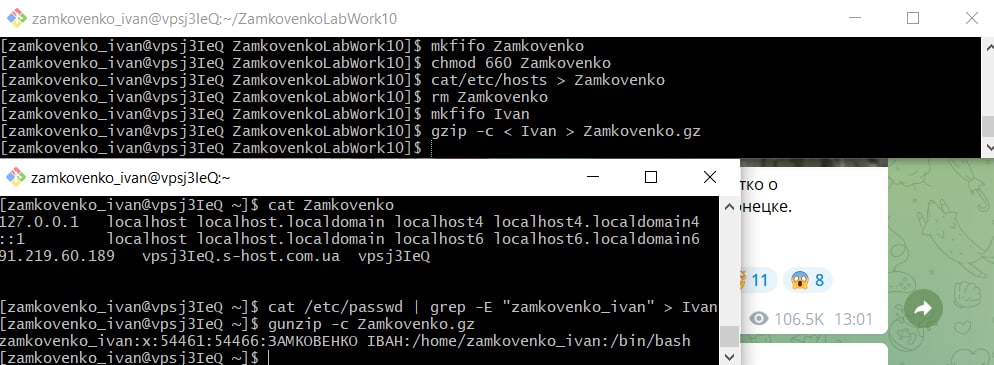 zamkovenko_ivan@vpsj3IeQ:~/ZamkovenkoLabWork10
[zamkovenko_ivan@vpsj3IeQ ZamkovenkoLabWork10]$ mkfifo Zamkovenko
[zamkovenko_ivan@vpsj3IeQ ZamkovenkoLabWork10]$ chmod 660 Zamkovenko
[zamkovenko_ivan@vpsj3IeQ ZamkovenkoLabWork10]$ cat/etc/hosts > Zamkovenko
[zamkovenko_ivan@vpsj3IeQ ZamkovenkoLabWork10]$ rm Zamkovenko
[zamkovenko_ivan@vpsj3IeQ ZamkovenkoLabWork10]$ mkfifo Ivan
[zamkovenko_ivan@vpsj3IeQ ZamkovenkoLabWork10]$ gzip -c < Ivan > Zamkovenko.gz
[zamkovenko_ivan@vpsj3IeQ ZamkovenkoLabWork10]$
zamkovenko_ivan@vpsj3IeQ:~
[zamkovenko_ivan@vpsj3IeQ ~]$ cat Zamkovenko
127.0.0.1 localhost localhost.localdomain localhost4 localhost4.localdomain4
::1 localhost localhost.localdomain localhost6 localhost6.localdomain6
91.219.60.189 vpsj3IeQ.s-host.com.ua vpsj3IeQ
[zamkovenko_ivan@vpsj3IeQ ~]$ cat /etc/passwd | grep -E "zamkovenko_ivan" > Ivan
[zamkovenko_ivan@vpsj3IeQ ~]$ gunzip -c Zamkovenko.gz
zamkovenko_ivan:x:54461:54466:ЗАМКОВЕНКО ІВАН:/home/zamkovenko_ivan:/bin/bash
[zamkovenko_ivan@vpsj3IeQ ~]$
о
11 8
106.5K 13:01